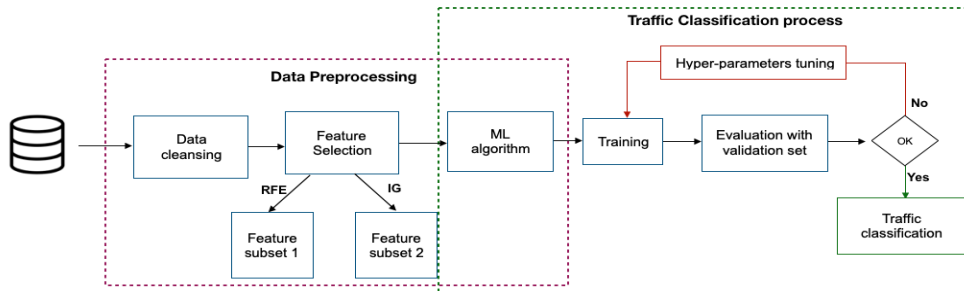 Traffic Classification process
Data Preprocessing
Hyper-parameters tuning
No
Data
cleansing
Feature
Selection
ML
algorithm
Training
Evaluation with
validation set
OK
RFE
IG
Yes
Feature
subset 1
Feature
subset 2
Traffic
classification